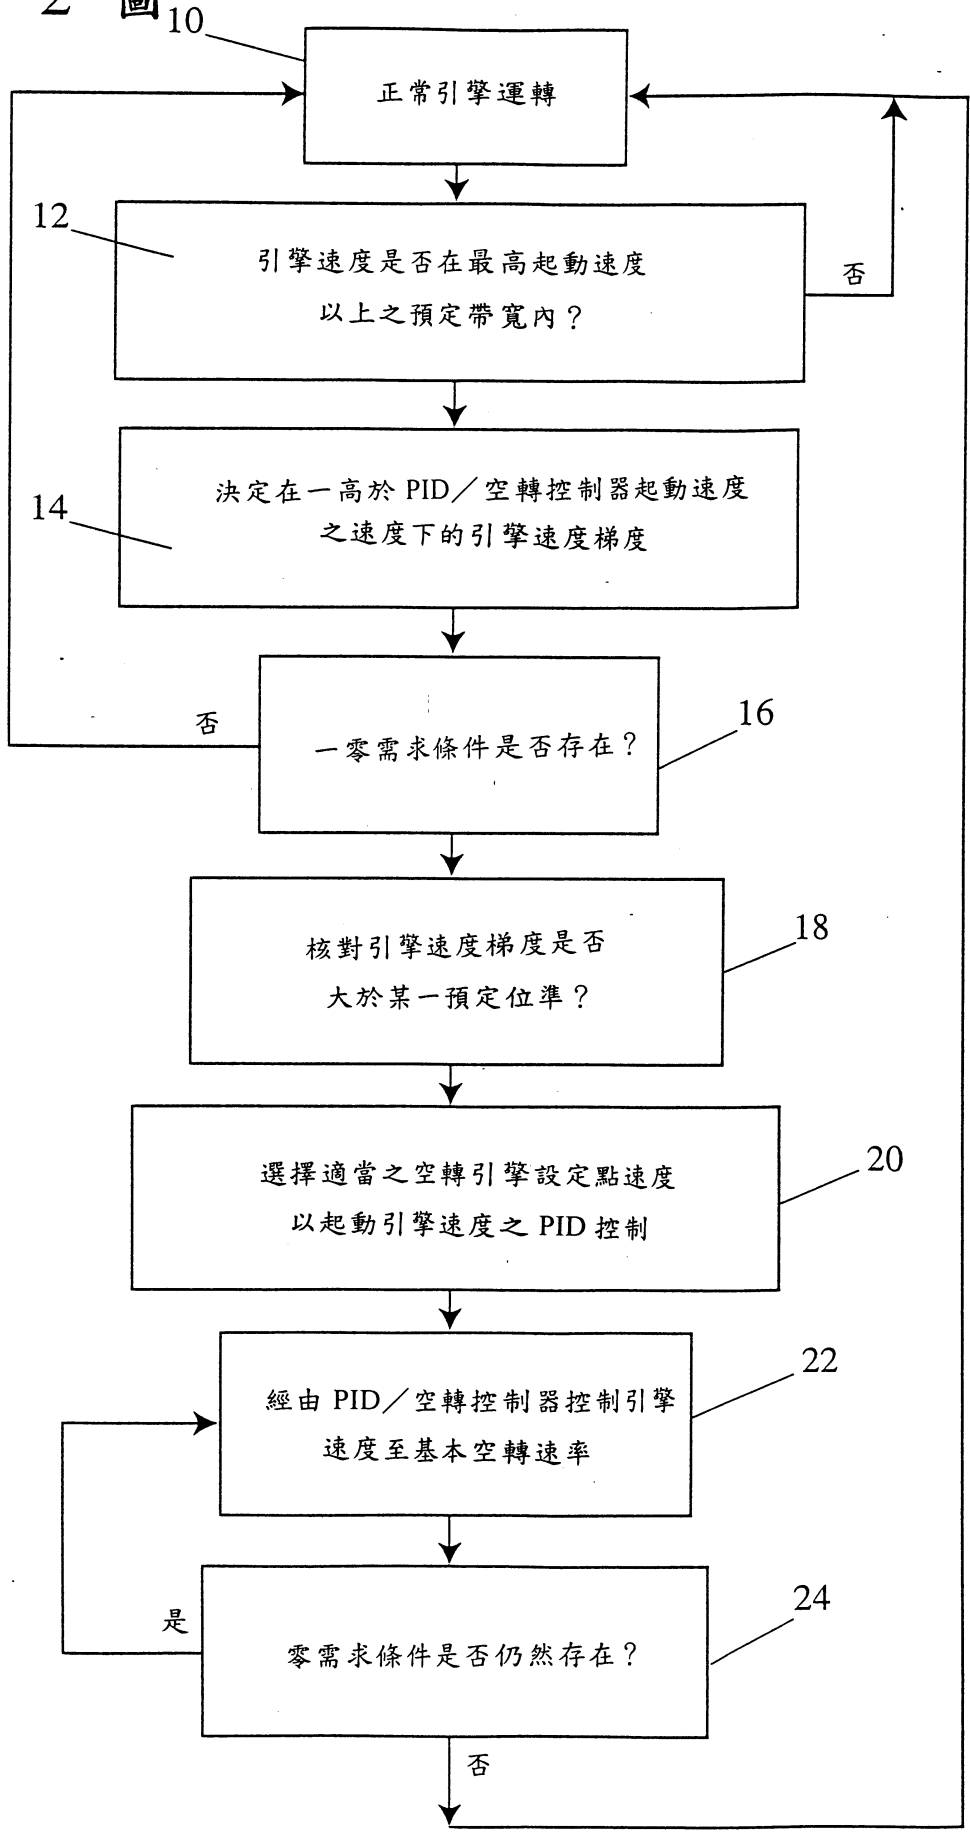 2 圖
10
正常引擎運轉
12
引擎速度是否在最高起動速度
以上之預定帶寬內？
否
14
決定在一高於 PID／空轉控制器起動速度
之速度下的引擎速度梯度
否
一零需求條件是否存在？
16
核對引擎速度梯度是否
大於某一預定位準？
18
選擇適當之空轉引擎設定點速度
以起動引擎速度之 PID 控制
20
經由 PID／空轉控制器控制引擎
速度至基本空轉速率
22
是
零需求條件是否仍然存在？
24
否